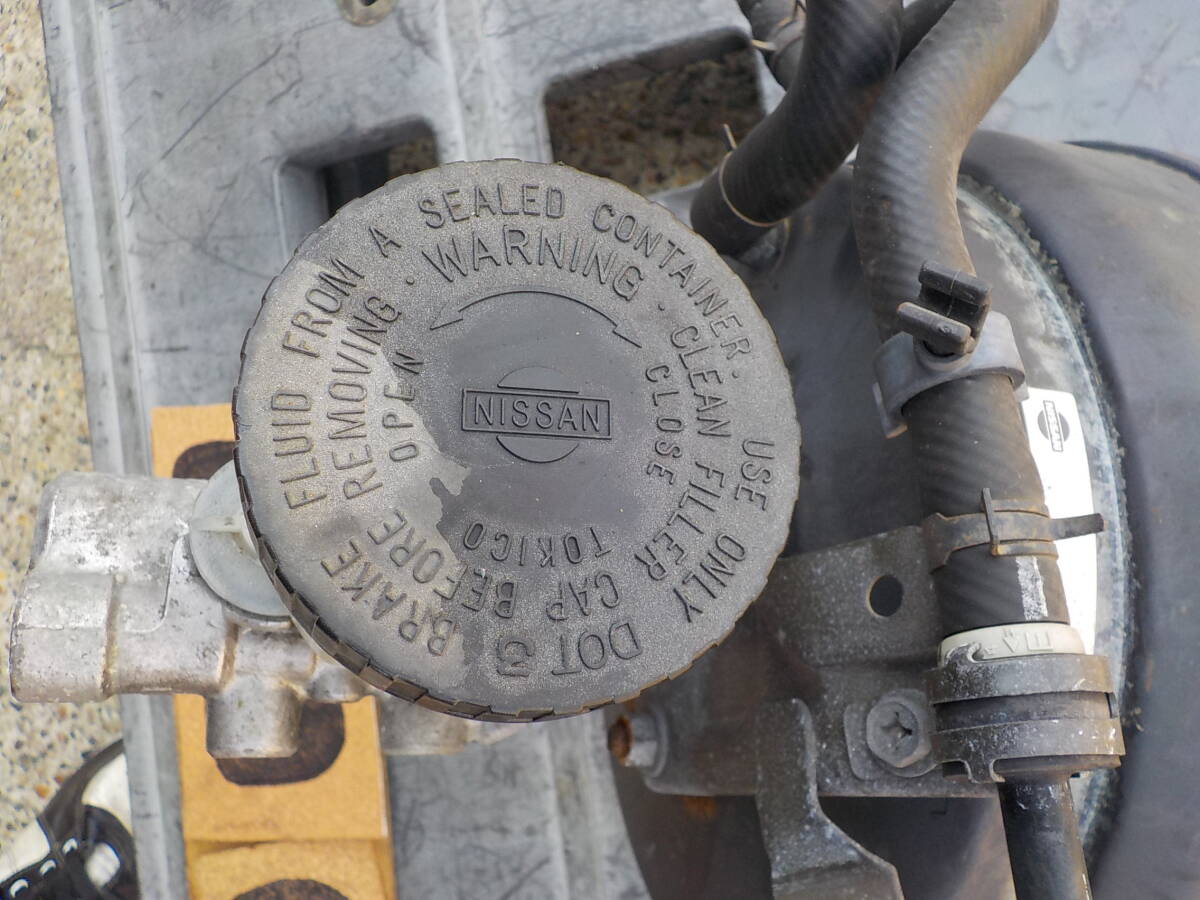 · WARNING · CLEAN FILLER CAP BEFORE REMOVING
USE ONLY DOT 3 BRAKE FLUID FROM A SEALED CONTAINER.
OPEN
CLOSE
NISSAN
TOKICO
NISSAN